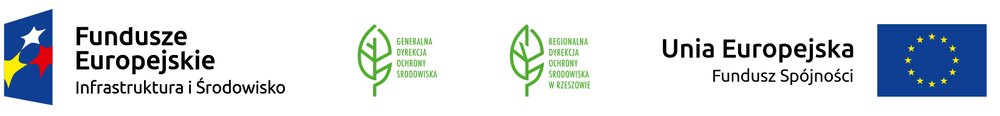 Fundusze
Europejskie
Infrastruktura i Środowisko
GENERALNA
DYREKCJA
OCHRONY
ŚRODOWISKA
REGIONALNA
DYREKCJA
OCHRONY
ŚRODOWISKA
W RZESZOWIE
Unia Europejska
Fundusz Spójności